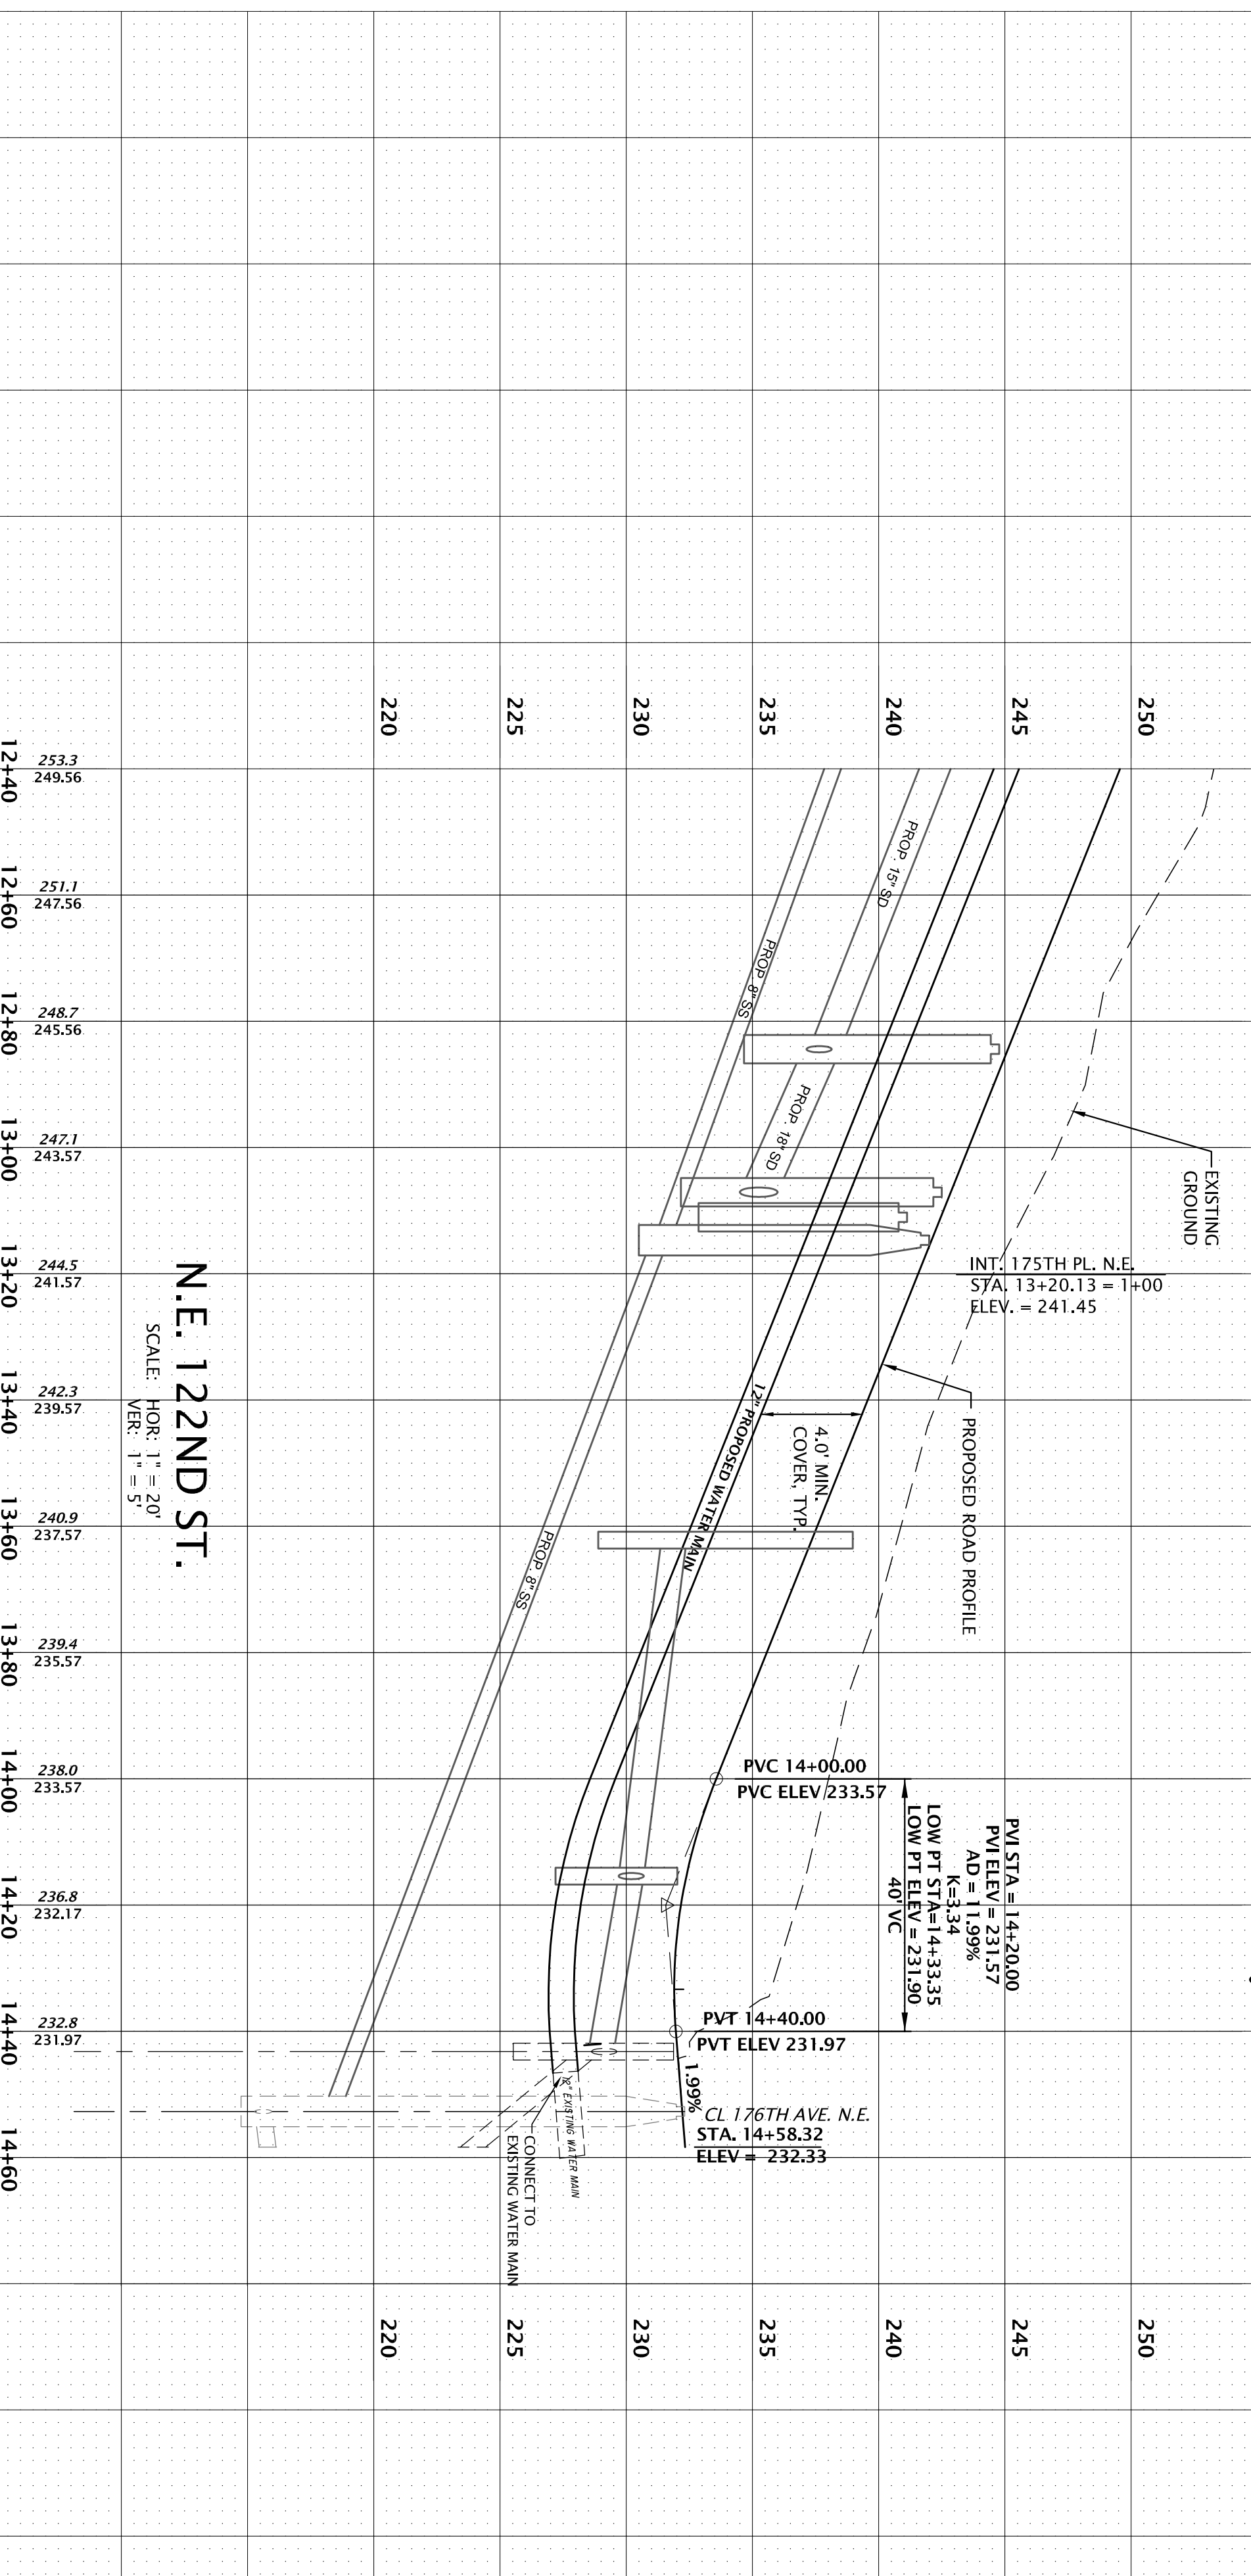 250
245
240
235
230
225
220
250
245
240
235
230
225
220
EXISTING
GROUND
INT. 175TH PL. N.E.
STA. 13+20.13 = 1+00
ELEV. = 241.45
PROPOSED ROAD PROFILE
4.0' MIN.
COVER, TYP.
PROP. 15" SD
PROP. 8" SS
PROP. 18" SD
12" PROPOSED WATER MAIN
PROP. 8" SS
PVI STA = 14+20.00
PVI ELEV = 231.57
AD = 11.99%
K=3.34
LOW PT STA=14+33.35
LOW PT ELEV = 231.90
40' VC
PVC 14+00.00
PVC ELEV 233.57
PVT 14+40.00
PVT ELEV 231.97
1.99%
CL 176TH AVE. N.E.
STA. 14+58.32
ELEV = 232.33
12" EXISTING WATER MAIN
CONNECT TO
EXISTING WATER MAIN
N.E. 122ND ST.
SCALE: HOR: 1" = 20'
VER: 1" = 5'
253.3
249.56
12+40
251.1
247.56
12+60
248.7
245.56
12+80
247.1
243.57
13+00
244.5
241.57
13+20
242.3
239.57
13+40
240.9
237.57
13+60
239.4
235.57
13+80
238.0
233.57
14+00
236.8
232.17
14+20
232.8
231.97
14+40
14+60